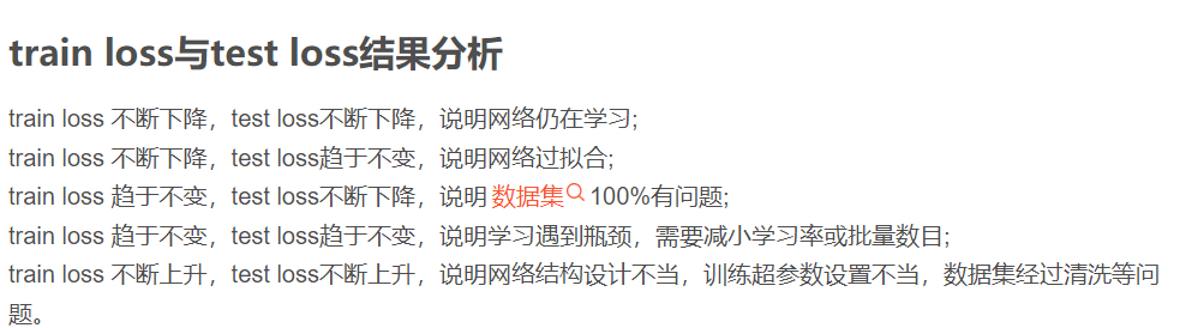 train loss与test loss结果分析
train loss 不断下降，test loss不断下降，说明网络仍在学习;
train loss 不断下降，test loss趋于不变，说明网络过拟合;
train loss 趋于不变，test loss不断下降，说明数据集100%有问题;
train loss 趋于不变，test loss趋于不变，说明学习遇到瓶颈，需要减小学习率或批量数目;
train loss 不断上升，test loss不断上升，说明网络结构设计不当，训练超参数设置不当，数据集经过清洗等问
题。